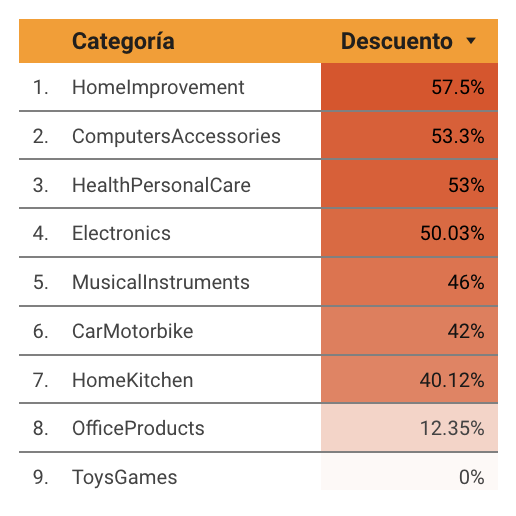 Categoría Descuento
1. HomeImprovement 57.5%
2. ComputersAccessories 53.3%
3. HealthPersonalCare 53%
4. Electronics 50.03%
5. MusicalInstruments 46%
6. CarMotorbike 42%
7. HomeKitchen 40.12%
8. OfficeProducts 12.35%
9. ToysGames 0%